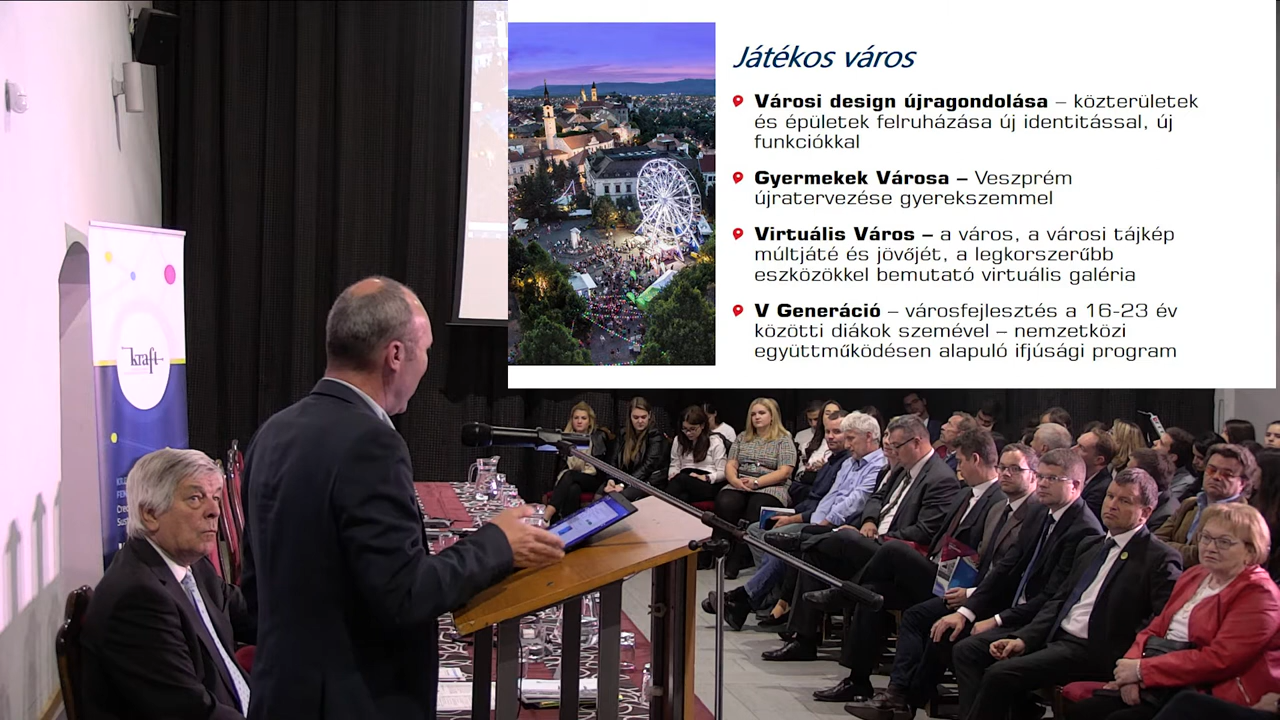 Játékos város
Városi design újragondolása – közterületek
és épületek felruházása új identitással, új
funkciókkal
Gyermekek Városa – Veszprém
újratervezése gyerekszemmel
Virtuális Város – a város, a városi tájkép
múltjáté és jövőjét, a legkorszerűbb
eszközökkel bemutató virtuális galéria
V Generáció – városfejlesztés a 16-23 év
közötti diákok szemével – nemzetközi
együttműködésen alapuló ifjúsági program
kraft